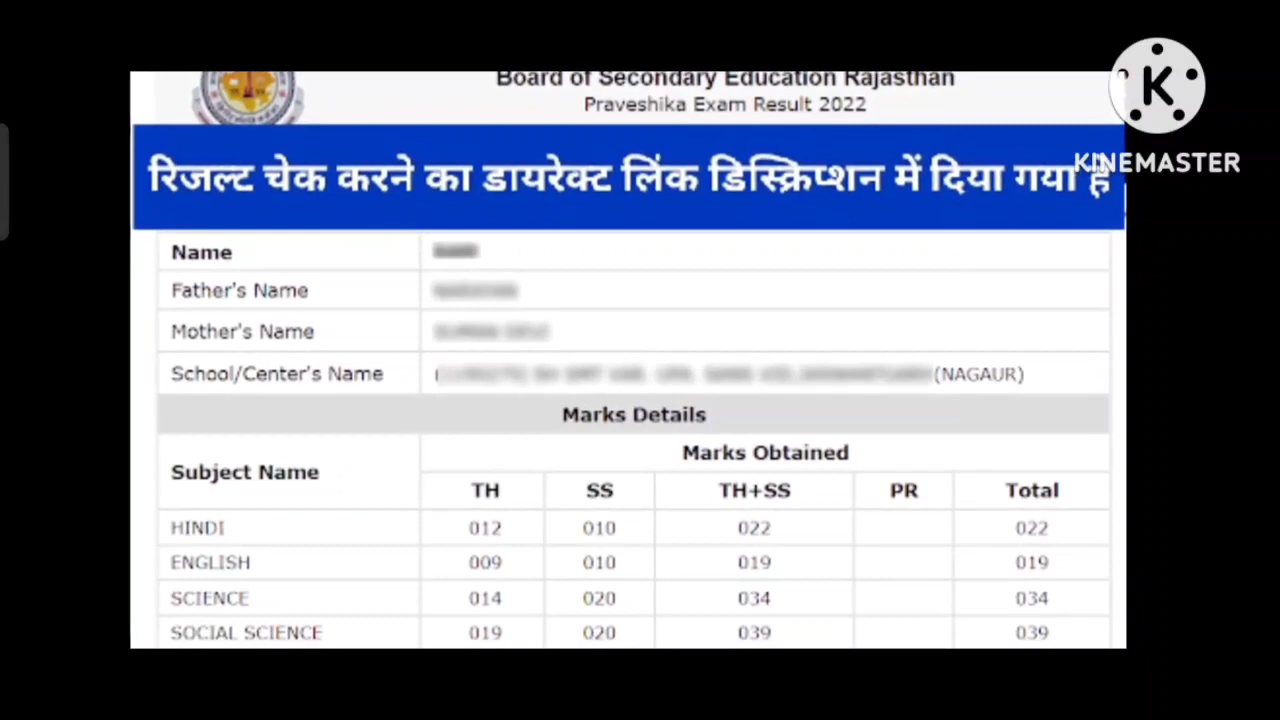 Board of Secondary Education Rajasthan
Praveshika Exam Result 2022
K
KINEMASTER
रिजल्ट चेक करने का डायरेक्ट लिंक डिस्क्रिप्शन में दिया गया है
Name
Father's Name
Mother's Name
School/Center's Name (NAGAUR)
Marks Details
Subject Name
Marks Obtained
TH SS TH+SS PR Total
HINDI 012 010 022 022
ENGLISH 009 010 019 019
SCIENCE 014 020 034 034
SOCIAL SCIENCE 019 020 039 039